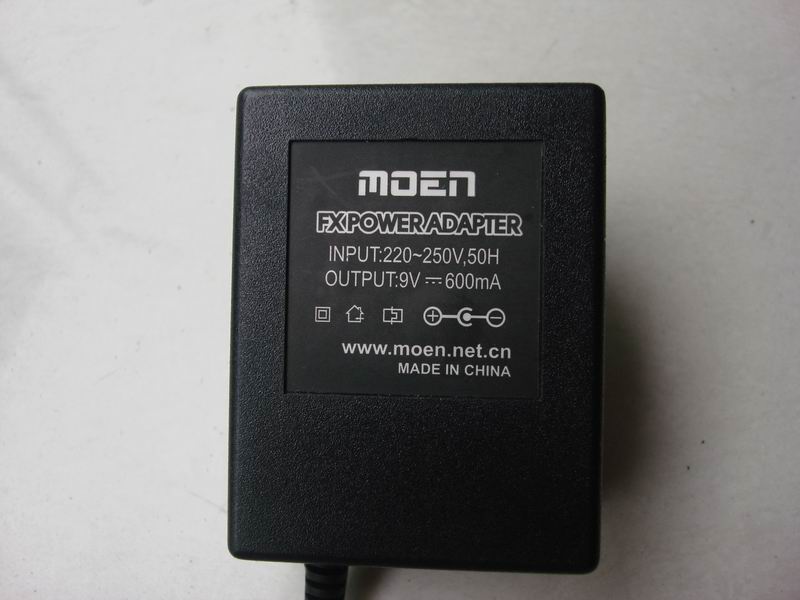 MOEN
FX POWER ADAPTER
INPUT:220~250V,50H
OUTPUT:9V⎓600mA
www.moen.net.cn
MADE IN CHINA